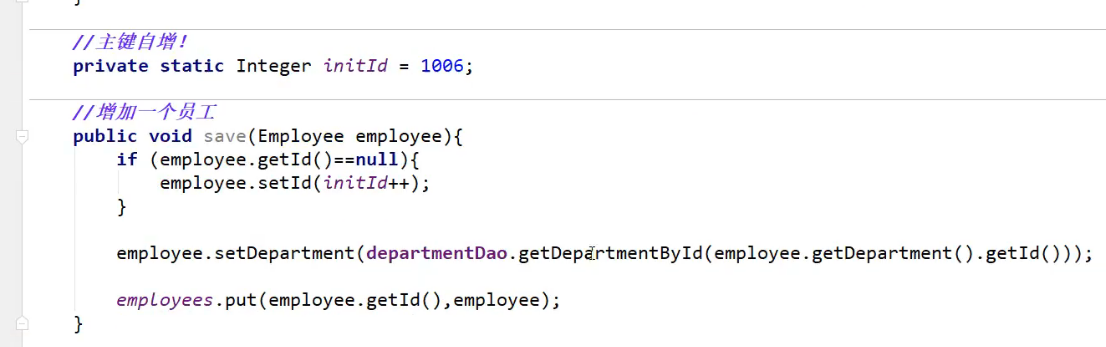 }
//主键自增！
private static Integer initId = 1006;
//增加一个员工
public void save(Employee employee){
if (employee.getId()==null){
employee.setId(initId++);
}
employee.setDepartment(departmentDao.getDepartmentById(employee.getDepartment().getId()));
employees.put(employee.getId(),employee);
}